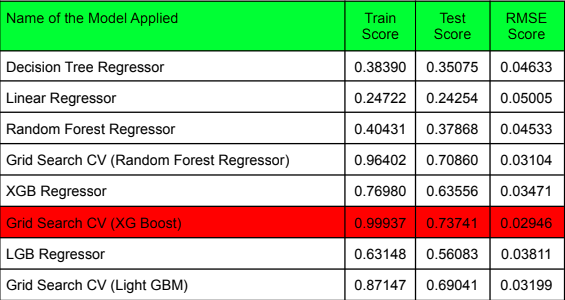 Name of the Model Applied Train Score Test Score RMSE Score
Decision Tree Regressor 0.38390 0.35075 0.04633
Linear Regressor 0.24722 0.24254 0.05005
Random Forest Regressor 0.40431 0.37868 0.04533
Grid Search CV (Random Forest Regressor) 0.96402 0.70860 0.03104
XGB Regressor 0.76980 0.63556 0.03471
Grid Search CV (XG Boost) 0.99937 0.73741 0.02946
LGB Regressor 0.63148 0.56083 0.03811
Grid Search CV (Light GBM) 0.87147 0.69041 0.03199